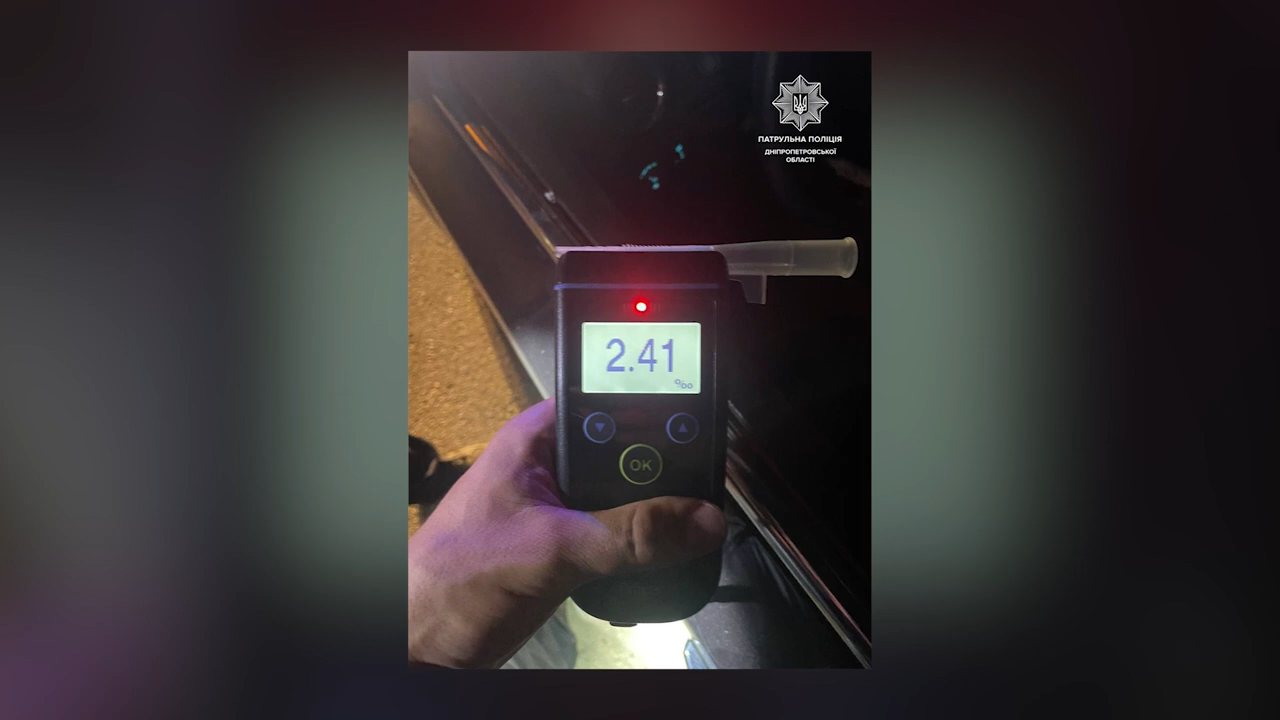 ПАТРУЛЬНА ПОЛІЦІЯ
ДНІПРОПЕТРОВСЬКОЇ
ОБЛАСТІ
2.41
‰
OK